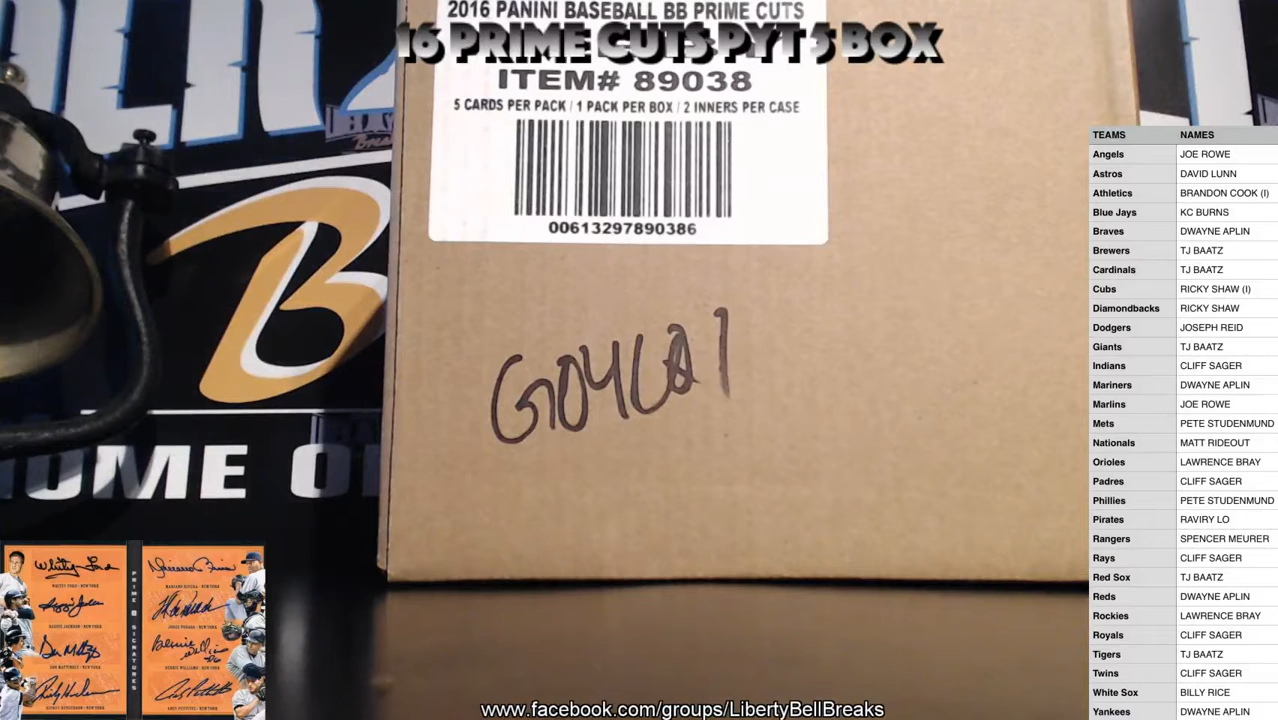 2016 PANINI BASEBALL BB PRIME CUTS
16 PRIME CUTS PYT 5 BOX
ITEM# 89038
5 CARDS PER PACK / 1 PACK PER BOX / 2 INNERS PER CASE
00613297890386
B
HOME O
TEAMS NAMES
Angels JOE ROWE
Astros DAVID LUNN
Athletics BRANDON COOK (I)
Blue Jays KC BURNS
Braves DWAYNE APLIN
Brewers TJ BAATZ
Cardinals TJ BAATZ
Cubs RICKY SHAW (I)
Diamondbacks RICKY SHAW
Dodgers JOSEPH REID
Giants TJ BAATZ
Indians CLIFF SAGER
Mariners DWAYNE APLIN
Marlins JOE ROWE
Mets PETE STUDENMUND
Nationals MATT RIDEOUT
Orioles LAWRENCE BRAY
Padres CLIFF SAGER
Phillies PETE STUDENMUND
Pirates RAVIRY LO
Rangers SPENCER MEURER
Rays CLIFF SAGER
Red Sox TJ BAATZ
Reds DWAYNE APLIN
Rockies LAWRENCE BRAY
Royals CLIFF SAGER
Tigers TJ BAATZ
Twins CLIFF SAGER
White Sox BILLY RICE
Yankees DWAYNE APLIN
PRIME SIGNATURES
www.facebook.com/groups/LibertyBellBreaks